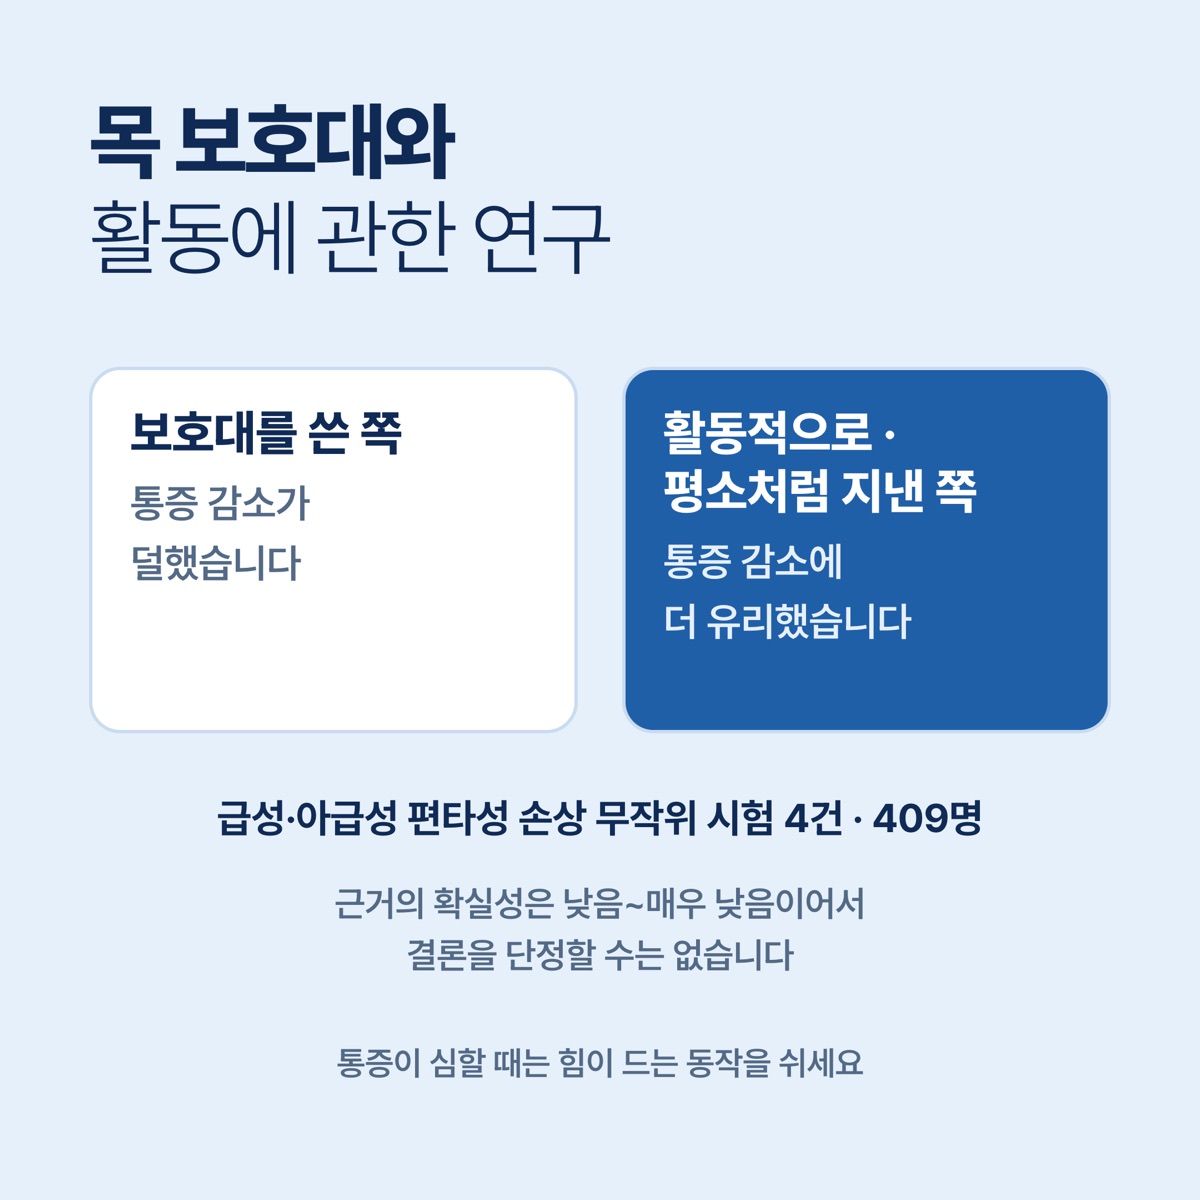 목 보호대와
활동에 관한 연구
보호대를 쓴 쪽
통증 감소가
덜했습니다
활동적으로 ·
평소처럼 지낸 쪽
통증 감소에
더 유리했습니다
급성·아급성 편타성 손상 무작위 시험 4건 · 409명
근거의 확실성은 낮음~매우 낮음이어서
결론을 단정할 수는 없습니다
통증이 심할 때는 힘이 드는 동작을 쉬세요